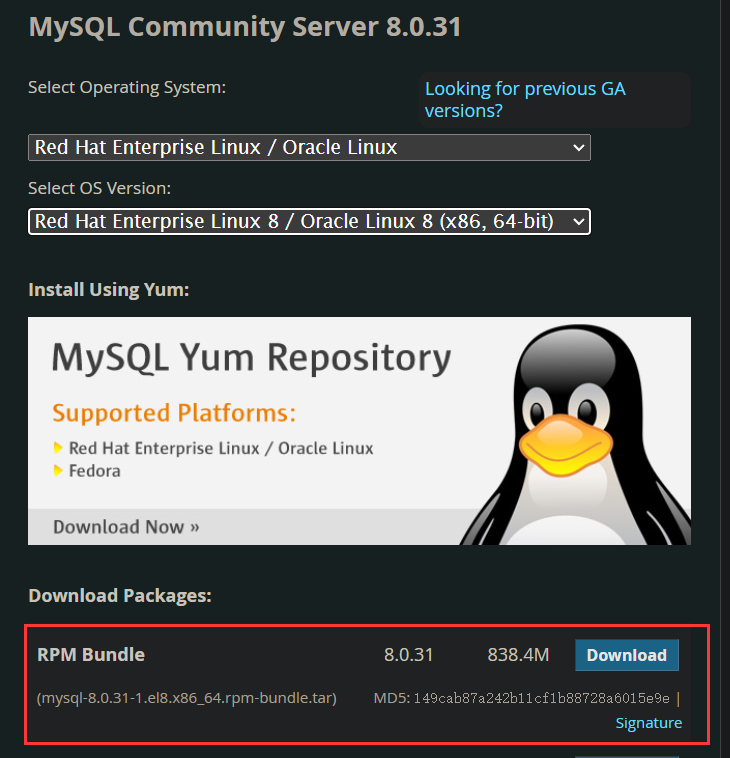 MySQL Community Server 8.0.31
Select Operating System:
Looking for previous GA
versions?
Red Hat Enterprise Linux / Oracle Linux
Select OS Version:
Red Hat Enterprise Linux 8 / Oracle Linux 8 (x86, 64-bit)
Install Using Yum:
MySQL Yum Repository
Supported Platforms:
Red Hat Enterprise Linux / Oracle Linux
Fedora
Download Now »
Download Packages:
RPM Bundle 8.0.31 838.4M Download
(mysql-8.0.31-1.el8.x86_64.rpm-bundle.tar) MD5: 149cab87a242b11cf1b88728a6015e9e |
Signature